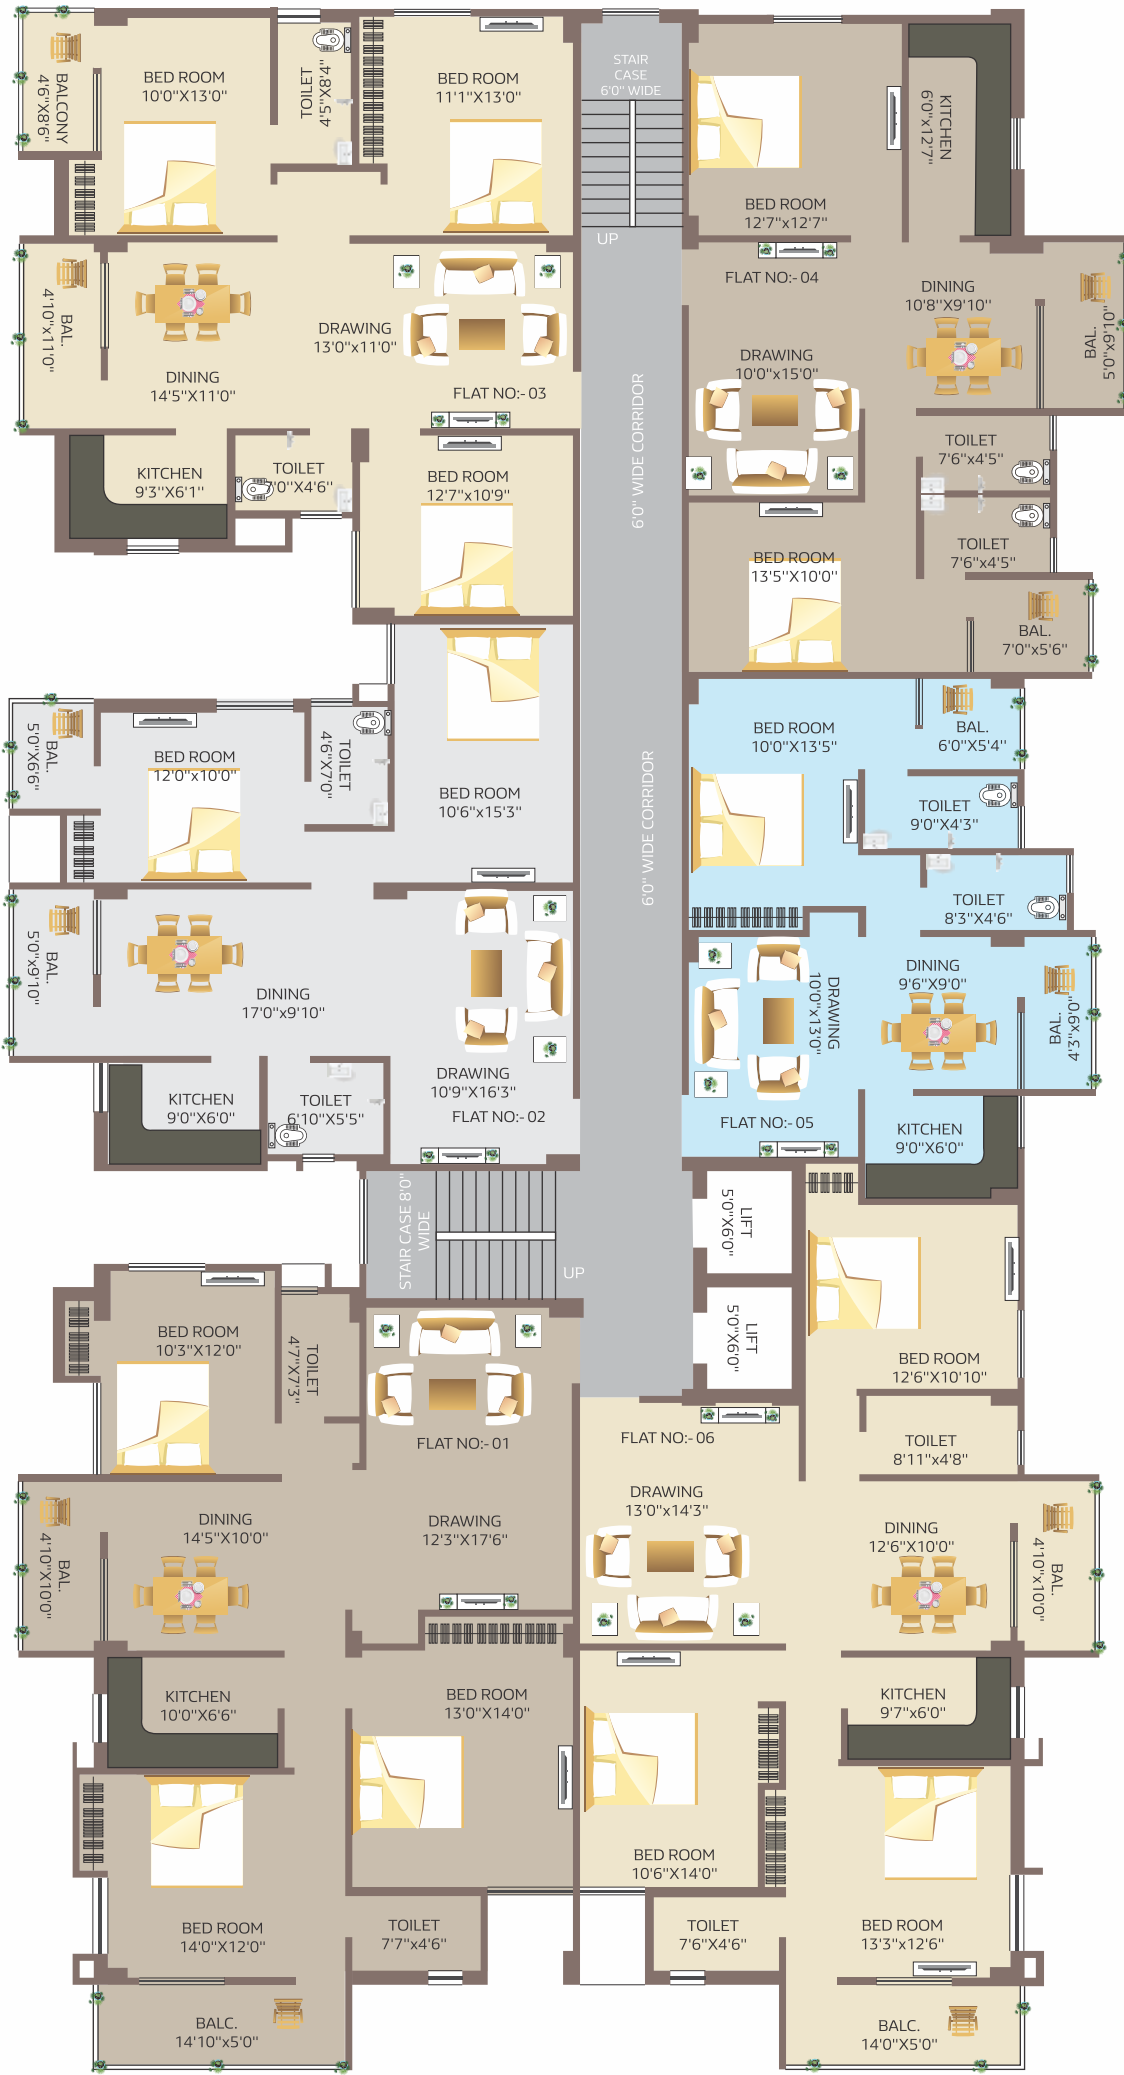 BALCONY
4'6"X8'6"
BED ROOM
10'0"X13'0"
TOILET
4'5"X8'4"
BED ROOM
11'1"X13'0"
STAIR
CASE
6'0" WIDE
UP
BED ROOM
12'7"x12'7"
KITCHEN
6'0"x12'7"
BAL.
4'10"x11'0"
DINING
14'5"X11'0"
DRAWING
13'0"x11'0"
FLAT NO:- 03
KITCHEN
9'3"X6'1"
TOILET
7'0"X4'6"
BED ROOM
12'7"x10'9"
6'0" WIDE CORRIDOR
FLAT NO:- 04
DINING
10'8"X9'10"
BAL.
5'0"x9'10"
DRAWING
10'0"x15'0"
TOILET
7'6"x4'5"
TOILET
7'6"x4'5"
BED ROOM
13'5"X10'0"
BAL.
7'0"x5'6"
BAL.
5'0"X6'6"
BED ROOM
12'0"x10'0"
TOILET
4'6"X7'0"
BED ROOM
10'6"x15'3"
6'0" WIDE CORRIDOR
BED ROOM
10'0"X13'5"
BAL.
6'0"X5'4"
TOILET
9'0"X4'3"
TOILET
8'3"X4'6"
BAL.
5'0"x9'10"
DINING
17'0"x9'10"
DRAWING
10'9"X16'3"
FLAT NO:- 02
KITCHEN
9'0"X6'0"
TOILET
6'10"X5'5"
DRAWING
10'0"x13'0"
DINING
9'6"X9'0"
BAL.
4'3"x9'0"
FLAT NO:- 05
KITCHEN
9'0"X6'0"
STAIR CASE 8'0"
WIDE
UP
LIFT
5'0"X6'0"
LIFT
5'0"X6'0"
BED ROOM
12'6"X10'10"
TOILET
8'11"x4'8"
BED ROOM
10'3"X12'0"
TOILET
4'7"X7'3"
FLAT NO:- 01
FLAT NO:- 06
DRAWING
13'0"x14'3"
DINING
12'6"X10'0"
BAL.
4'10"x10'0"
BAL.
4'10"X10'0"
DINING
14'5"X10'0"
DRAWING
12'3"X17'6"
KITCHEN
10'0"X6'6"
BED ROOM
13'0"X14'0"
KITCHEN
9'7"x6'0"
BED ROOM
10'6"X14'0"
BED ROOM
14'0"X12'0"
TOILET
7'7"x4'6"
TOILET
7'6"X4'6"
BED ROOM
13'3"x12'6"
BALC.
14'10"x5'0"
BALC.
14'0"X5'0"